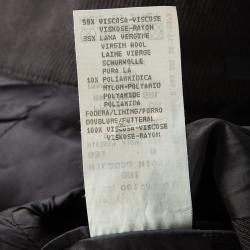 55% VISCOSA-VISCOSE
VISKOSE-RAYON
35% LANA VERGINE
VIRGIN WOOL
LAINE VIERGE
SCHURWOLLE
PURA LA
10% POLIAMMIDICA
NYLON-POLYAMID
POLYAMIDE
POLIAMIDA
FODERA/LINING/FORRO
DOUBLURE/FUTTERAL
100% VISCOSA-VISCOSE
VISKOSE-RAYON